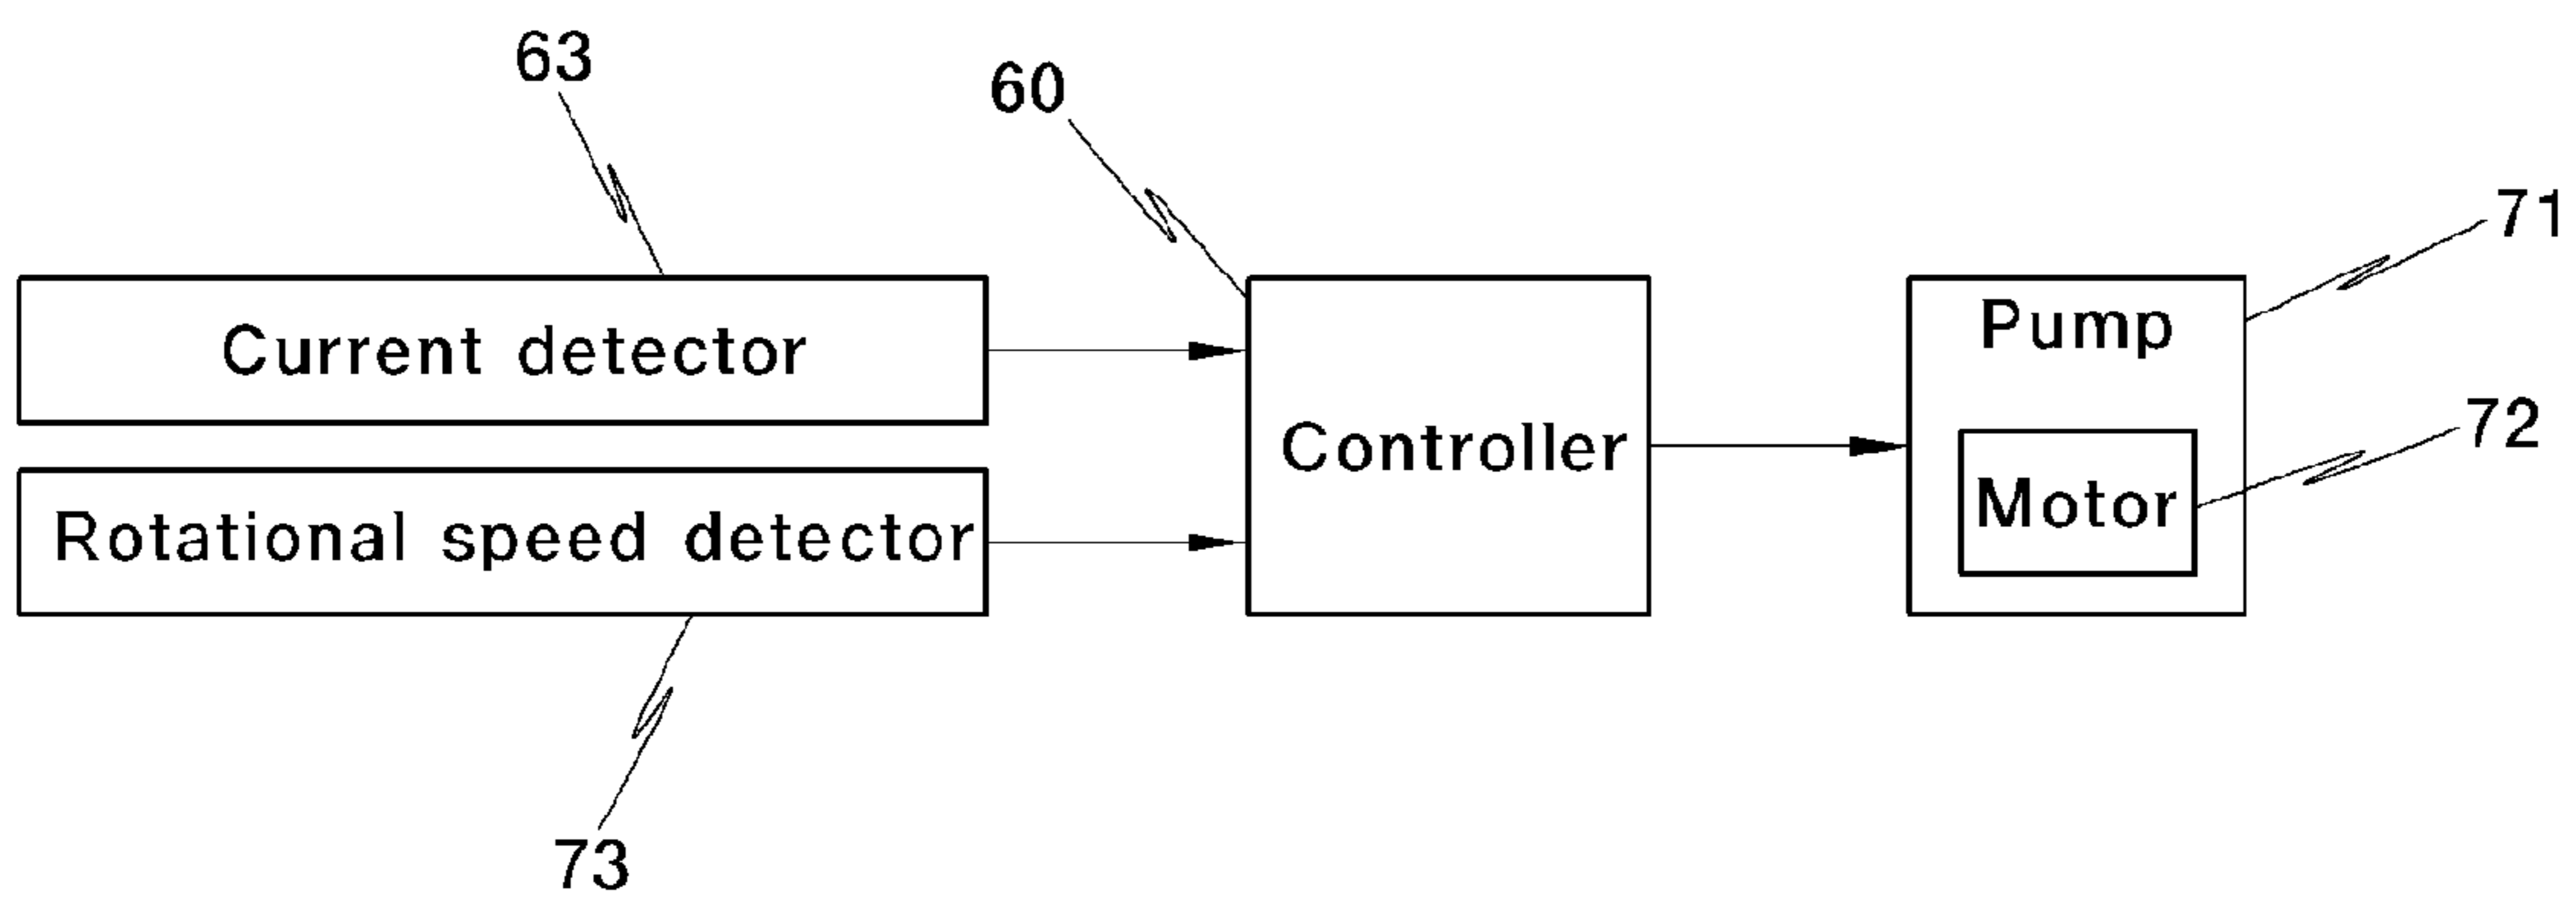 63
60
71
Current detector
Pump
Controller
72
Motor
Rotational speed detector
73